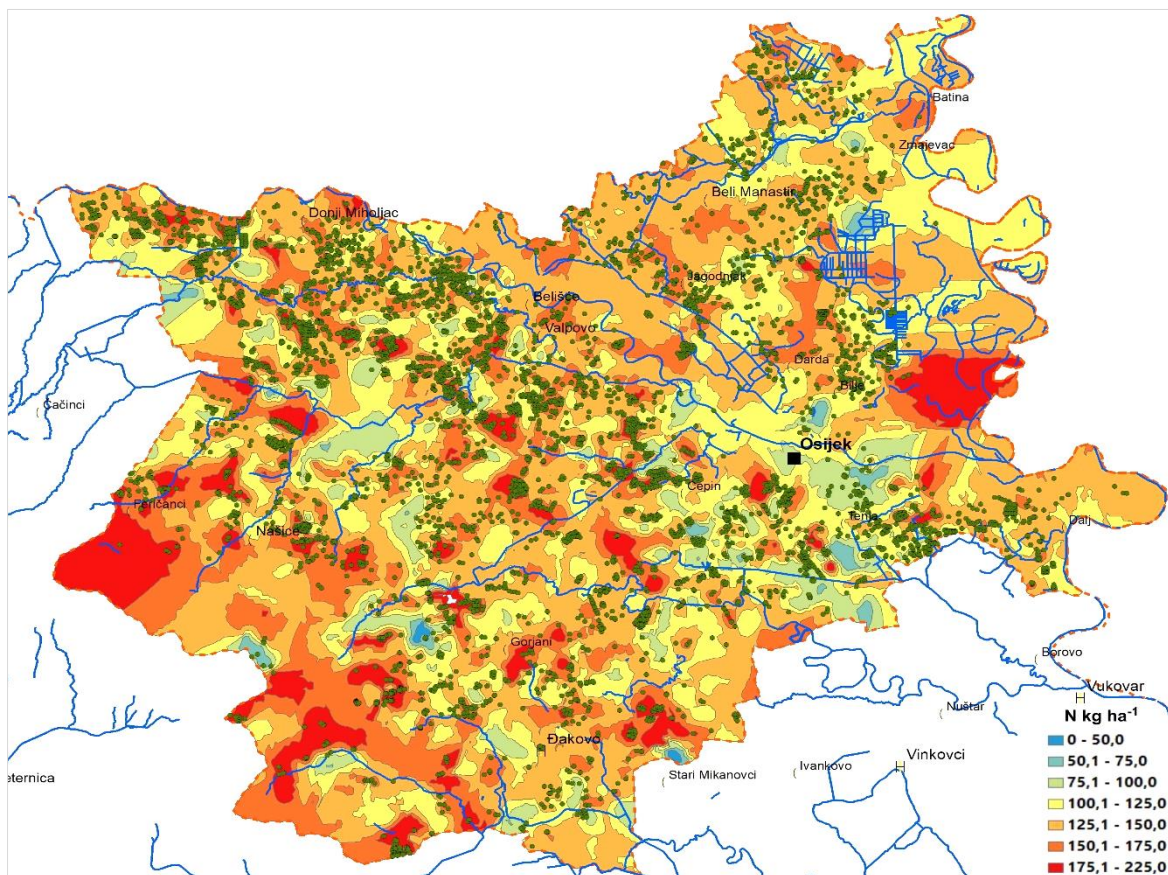 Batina
Zmajevac
Beli Manastir
Donji Miholjac
Jagodnjak
Belišće
Valpovo
Darda
Bilje
Čačinci
Osijek
Čepin
Feričanci
Tenja
Dalj
Našice
Gorjani
Borovo
Vukovar
Nuštar
Đakovo
Vinkovci
Ivankovo
Stari Mikanovci
eternica
N kg ha⁻¹
0 - 50,0
50,1 - 75,0
75,1 - 100,0
100,1 - 125,0
125,1 - 150,0
150,1 - 175,0
175,1 - 225,0